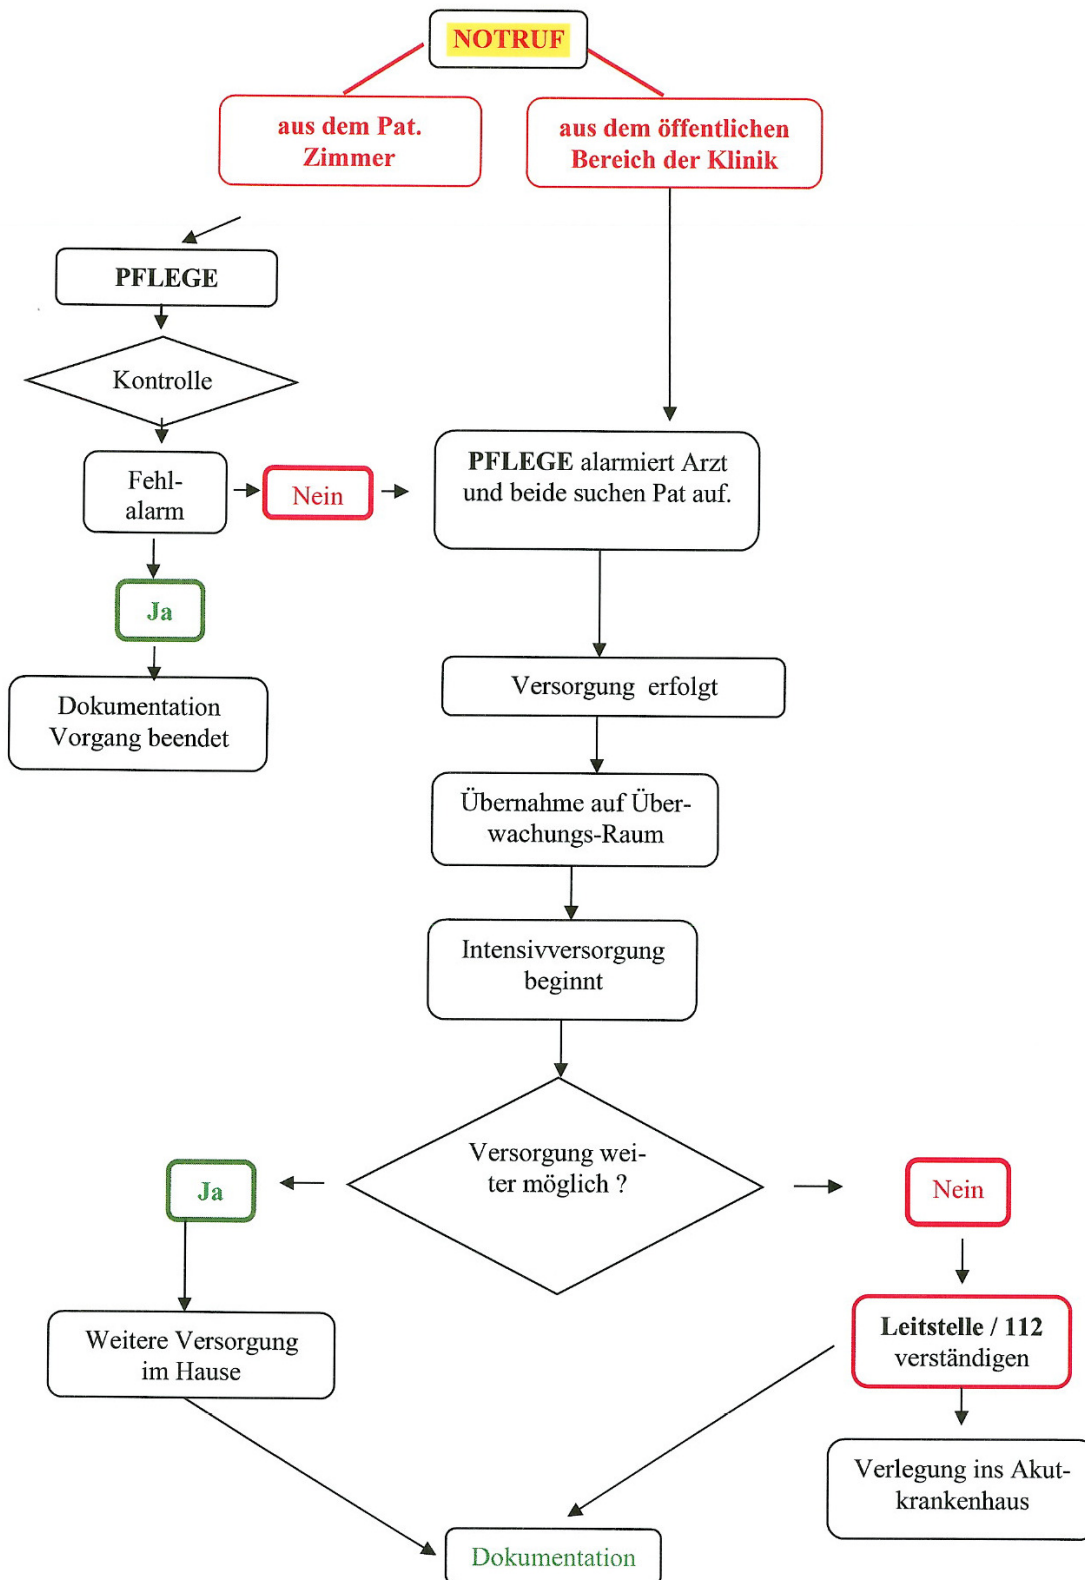 NOTRUF
aus dem Pat.
Zimmer
aus dem öffentlichen
Bereich der Klinik
PFLEGE
Kontrolle
Fehl-
alarm
Nein
PFLEGE alarmiert Arzt
und beide suchen Pat auf.
Ja
Dokumentation
Vorgang beendet
Versorgung erfolgt
Übernahme auf Über-
wachungs-Raum
Intensivversorgung
beginnt
Versorgung wei-
ter möglich ?
Ja
Nein
Weitere Versorgung
im Hause
Leitstelle / 112
verständigen
Verlegung ins Akut-
krankenhaus
Dokumentation